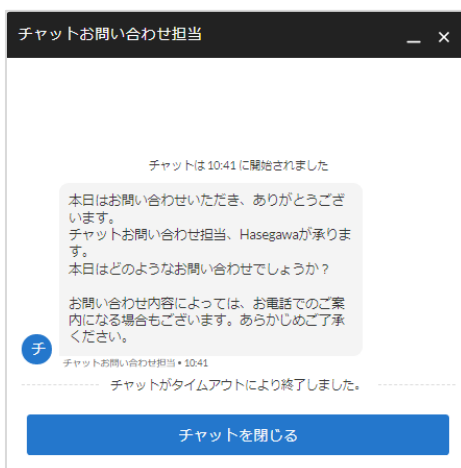 チャットお問い合わせ担当
チャットは 10:41 に開始されました
本日はお問い合わせいただき、ありがとうござ
います。
チャットお問い合わせ担当、Hasegawaが承りま
す。
本日はどのようなお問い合わせでしょうか？
お問い合わせ内容によっては、お電話でのご案
内になる場合もございます。あらかじめご了承
ください。
チ
チャットお問い合わせ担当 • 10:41
チャットがタイムアウトにより終了しました。
チャットを閉じる